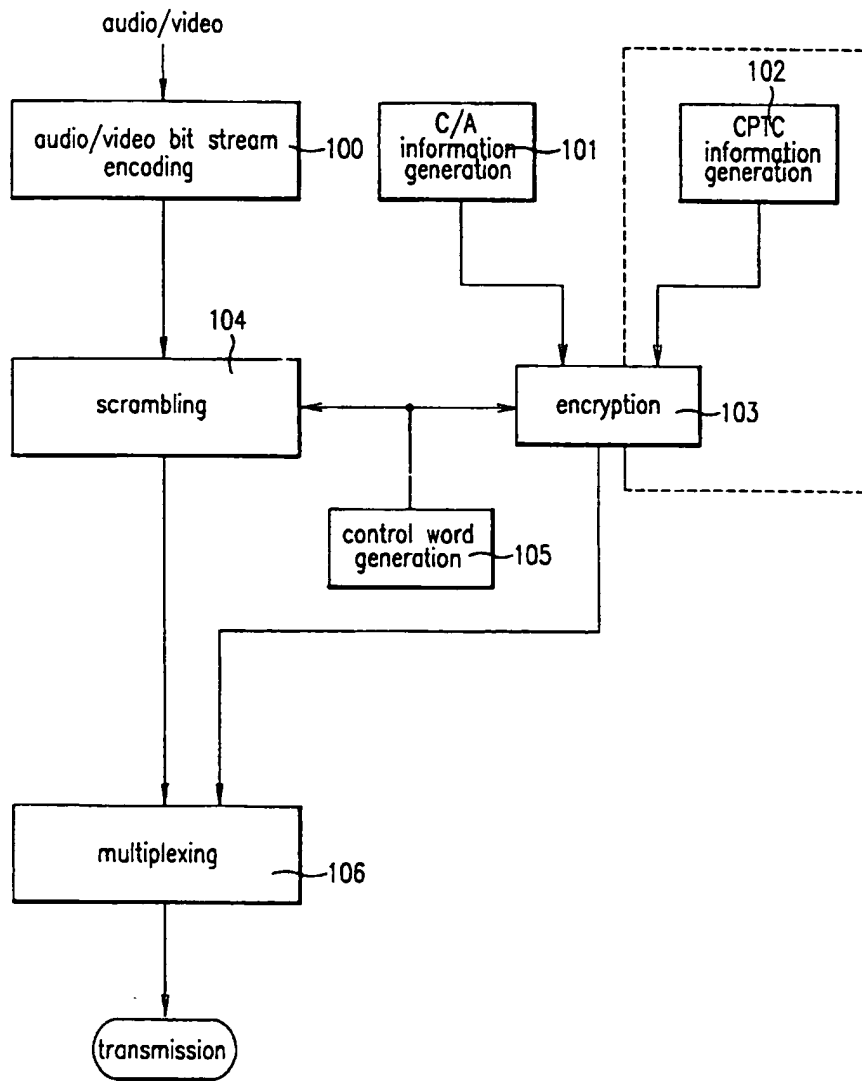 audio/video
audio/video bit stream
encoding
100
C/A
information
generation
101
102
CPTC
information
generation
104
scrambling
encryption
103
control word
generation
105
multiplexing
106
transmission